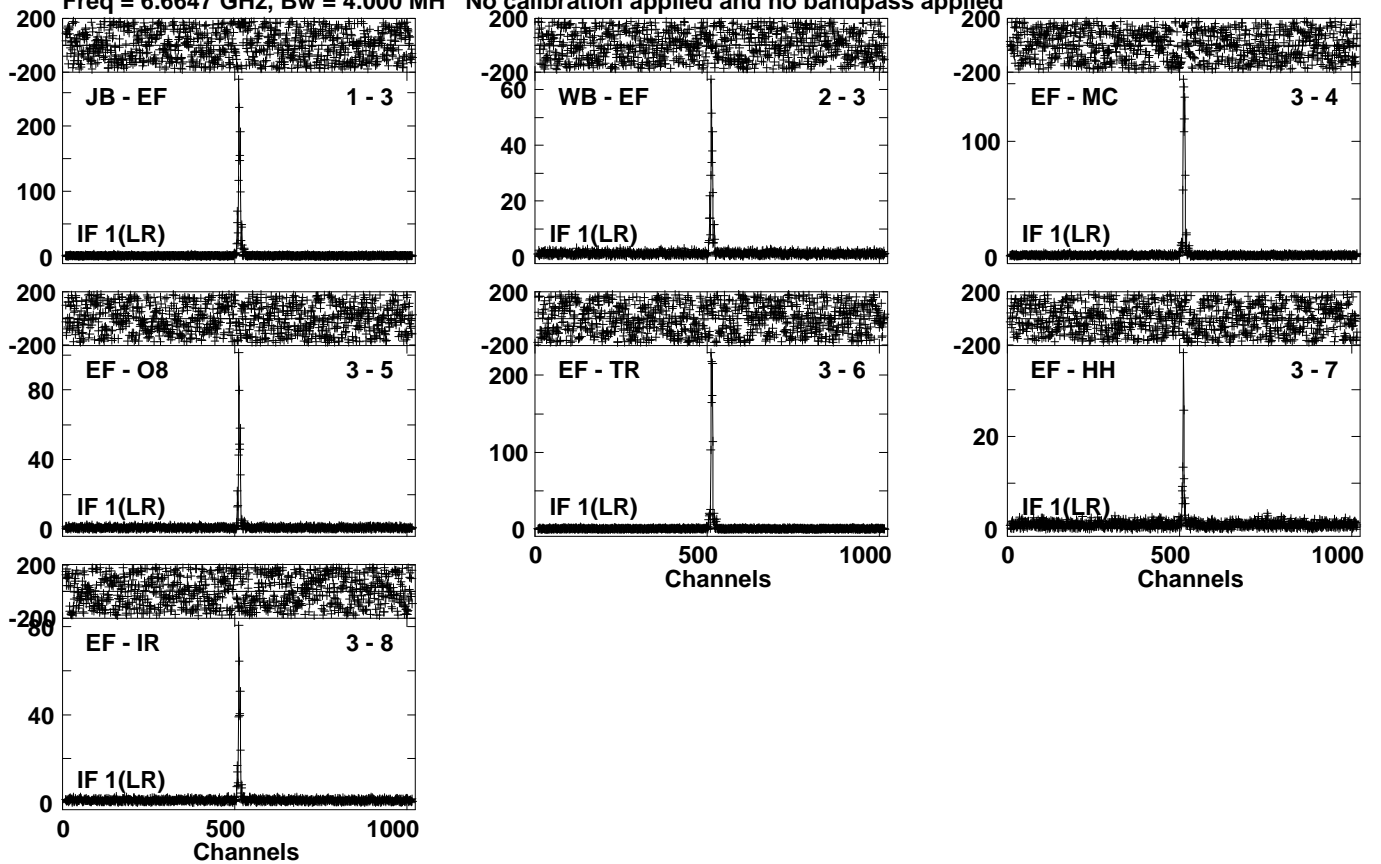 Freq = 6.6647 GHz, Bw = 4.000 MH No calibration applied and no bandpass applied
200 200 200
-200 -200 -200
JB - EF 1 - 3 WB - EF 2 - 3 EF - MC 3 - 4
200 60 100
100 40
20
IF 1(LR) IF 1(LR) IF 1(LR)
0 0 0
200 200 200
-200 -200 -200
EF - O8 3 - 5 EF - TR 3 - 6 EF - HH 3 - 7
80 200 20
40 100
IF 1(LR) IF 1(LR) IF 1(LR)
0 0 0
0 500 1000 0 500 1000
Channels Channels
200
-200
80
EF - IR 3 - 8
40
IF 1(LR)
0
0 500 1000
Channels